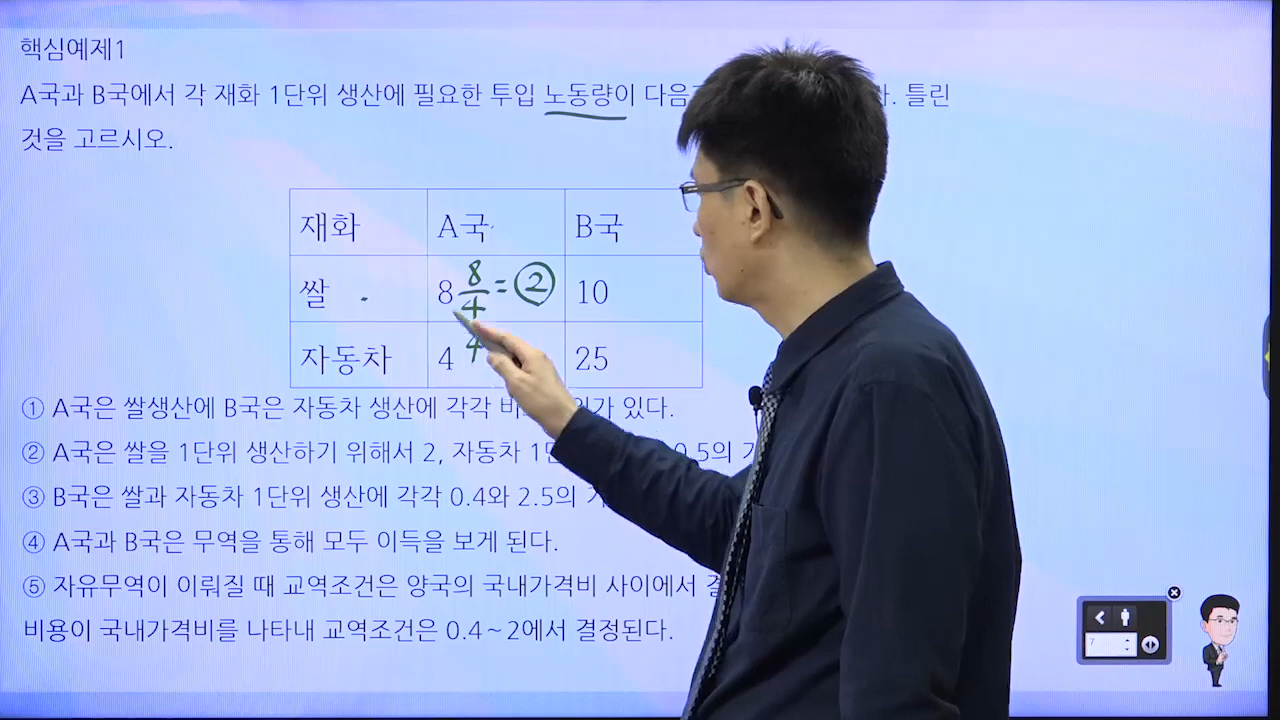 핵심예제1
A국과 B국에서 각 재화 1단위 생산에 필요한 투입 노동량이 다음 틀린
것을 고르시오.
재화 A국 B국
쌀 8 8/4 = 2 10
자동차 4 4 25
① A국은 쌀생산에 B국은 자동차 생산에 각각 있다.
② A국은 쌀을 1단위 생산하기 위해서 2, 자동차 0.5의
③ B국은 쌀과 자동차 1단위 생산에 각각 0.4와 2.5의
④ A국과 B국은 무역을 통해 모두 이득을 보게 된다.
⑤ 자유무역이 이뤄질 때 교역조건은 양국의 국내가격비 사이에서
비용이 국내가격비를 나타내 교역조건은 0.4~2에서 결정된다.
7